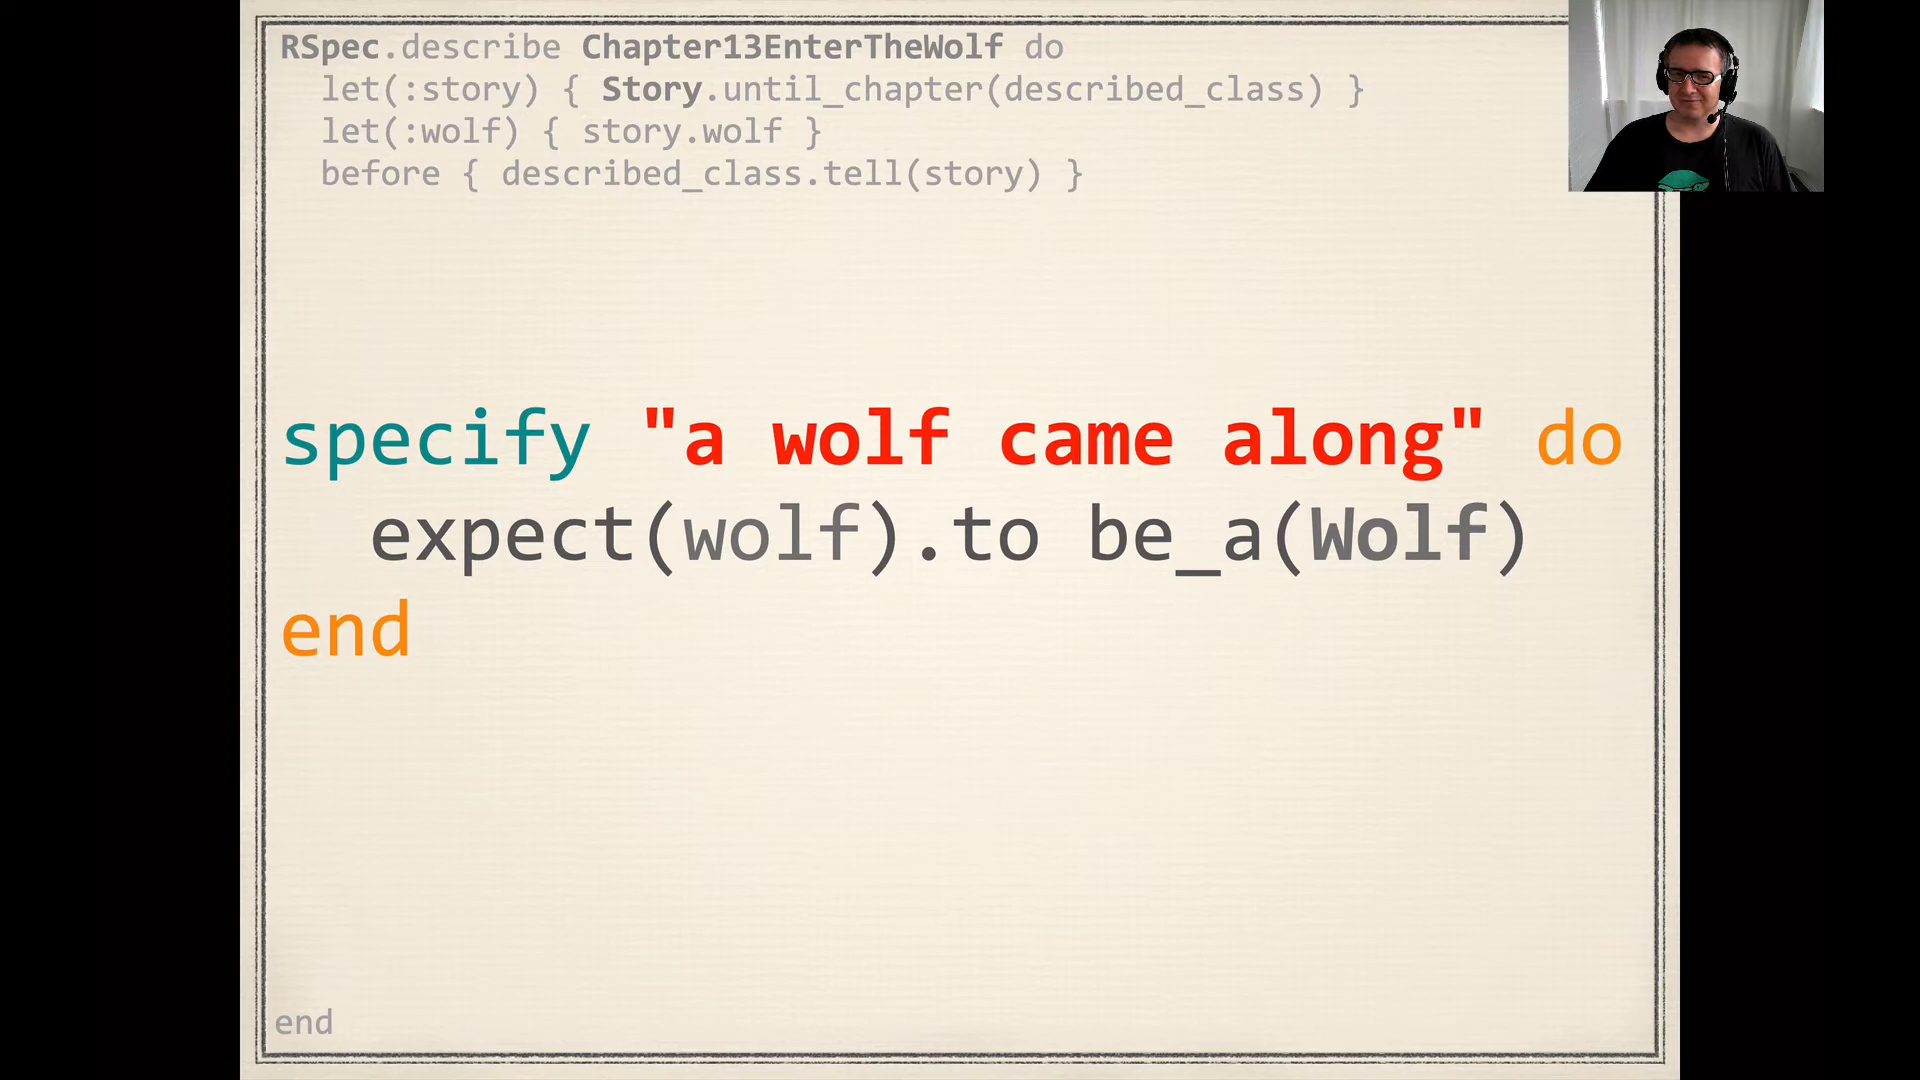 RSpec.describe Chapter13EnterTheWolf do
let(:story) { Story.until_chapter(described_class) }
let(:wolf) { story.wolf }
before { described_class.tell(story) }
specify "a wolf came along" do
expect(wolf).to be_a(Wolf)
end
end